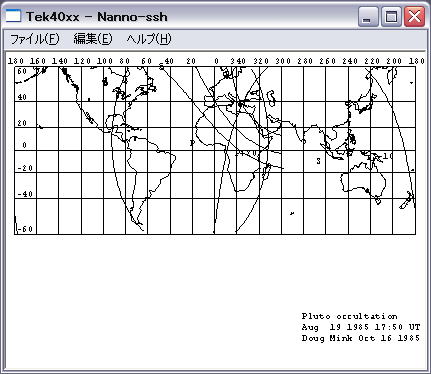 Tek40xx - Nanno-ssh
ファイル(F) 編集(E) ヘルプ(H)
180 160 140 120 100 80 60 40 20 0 340 320 300 280 260 240 220 200 180
60
40
20
P
0
S
10
-20
-40
-60
Pluto occultation
Aug 19 1985 17:50 UT
Doug Mink Oct 16 1985